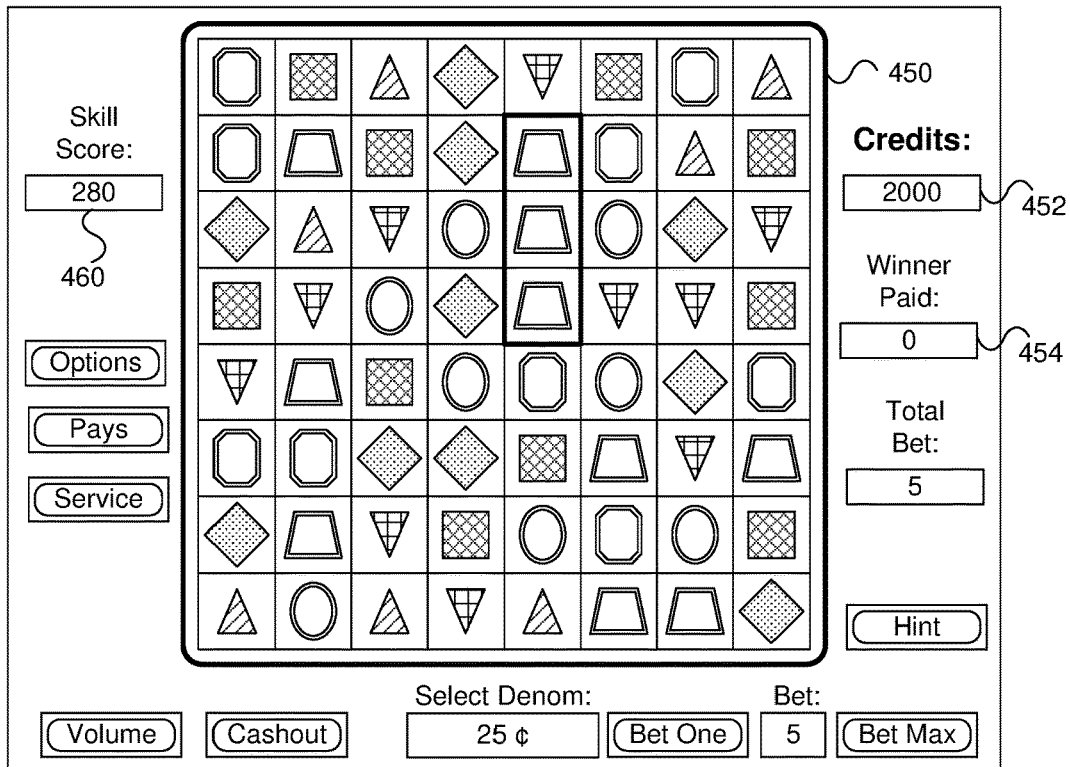 450
Skill
Score:
280
460
Credits:
2000
452
Winner
Paid:
0
454
Options
Pays
Service
Total
Bet:
5
Hint
Select Denom:
Bet:
Volume
Cashout
25 ¢
Bet One
5
Bet Max